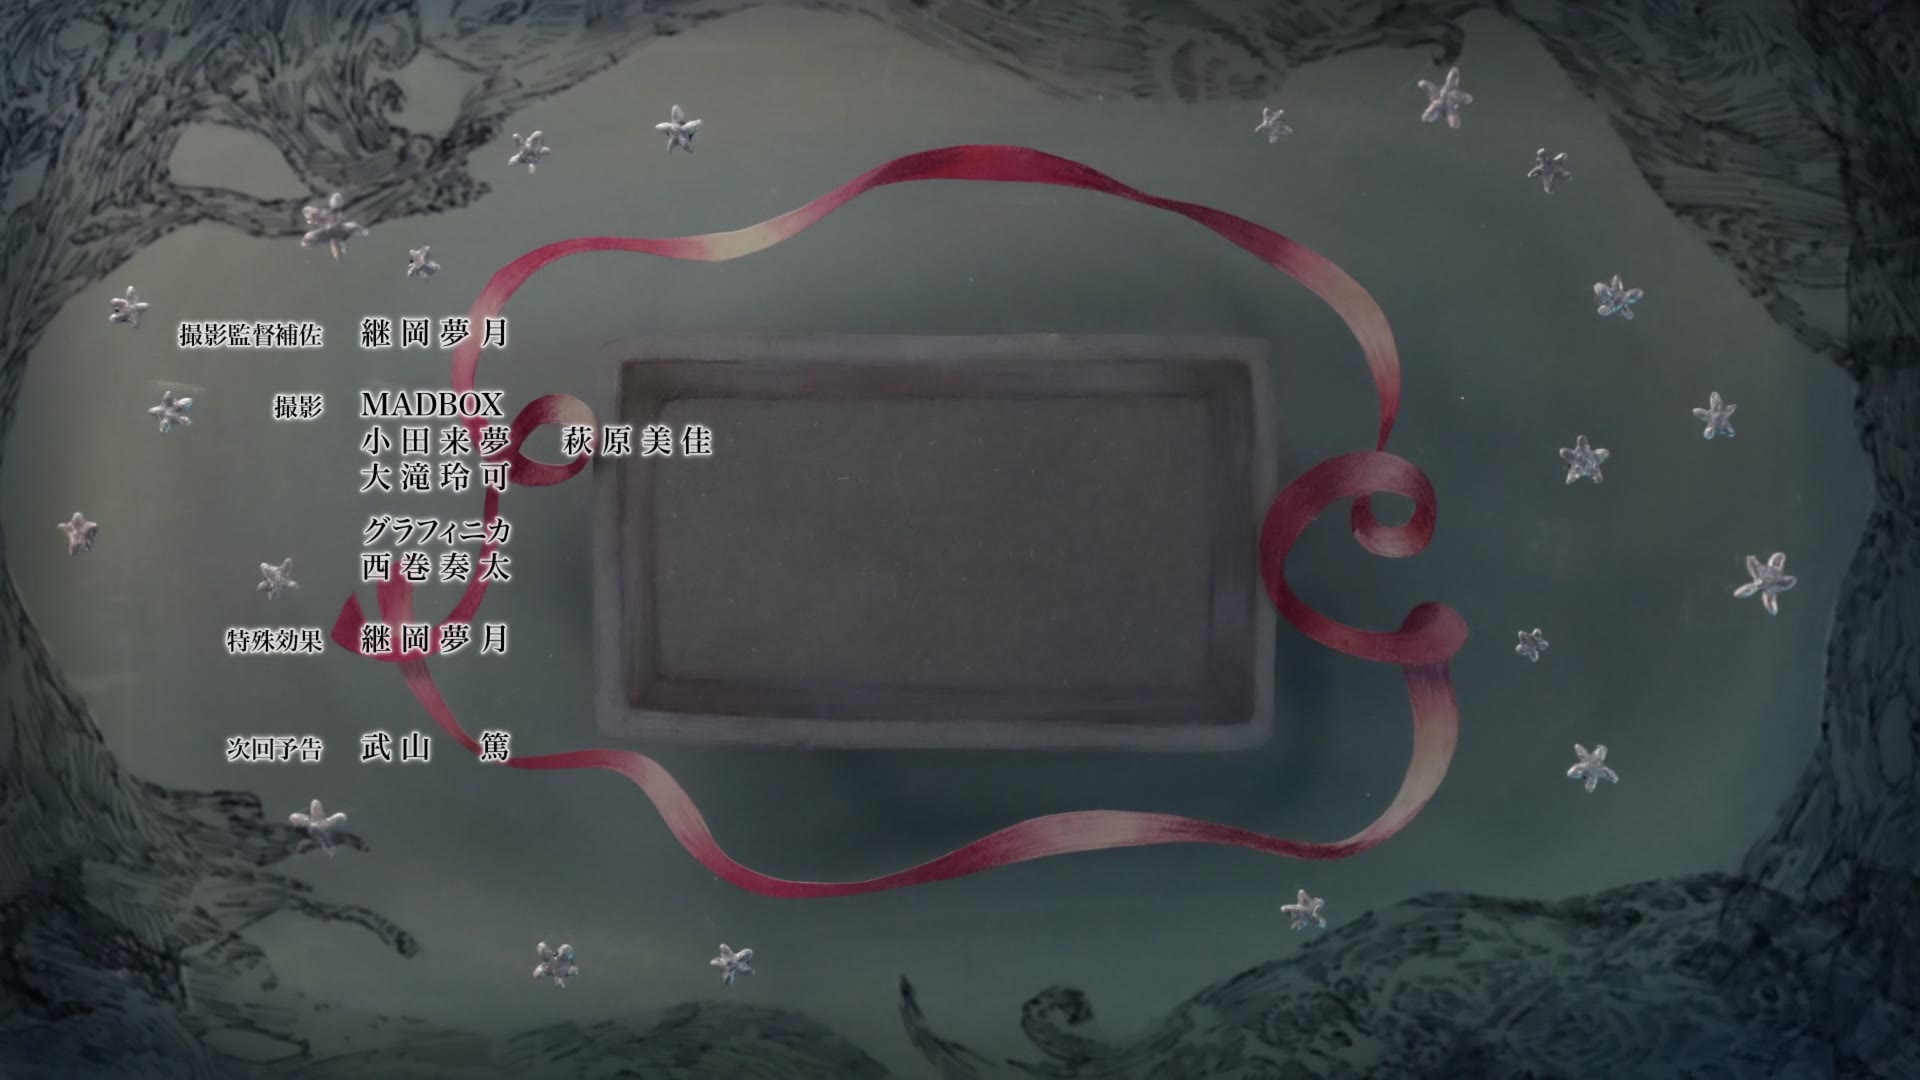 撮影監督補佐 継岡夢月
撮影 MADBOX
小田来夢 萩原美佳
大滝玲可
グラフィニカ
西巻奏太
特殊効果 継岡夢月
次回予告 武山 篤